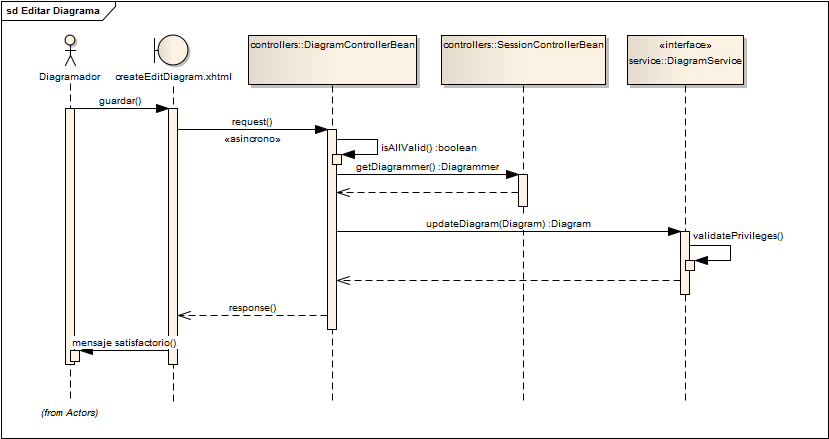 sd Editar Diagrama
Diagramador
createEditDiagram.xhtml
controllers::DiagramControllerBean
controllers::SessionControllerBean
«interface»
service::DiagramService
guardar()
request()
«asincrono»
isAllValid() :boolean
getDiagrammer() :Diagrammer
updateDiagram(Diagram) :Diagram
validatePrivileges()
response()
mensaje satisfactorio()
(from Actors)